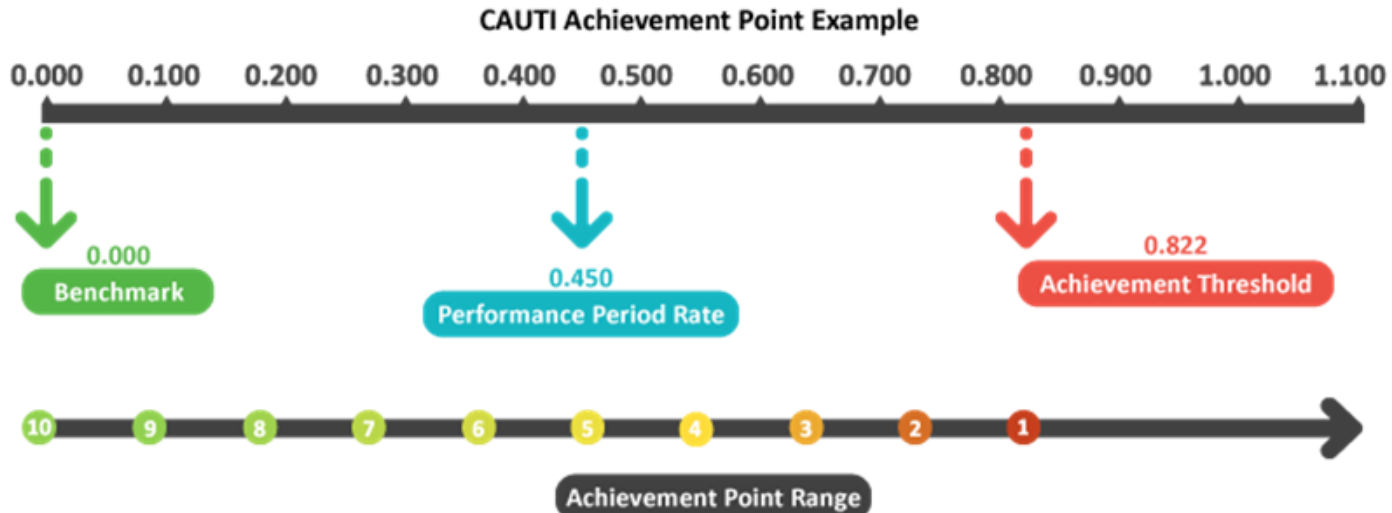 CAUTI Achievement Point Example
0.000 0.100 0.200 0.300 0.400 0.500 0.600 0.700 0.800 0.900 1.000 1.100
0.000
Benchmark
0.450
Performance Period Rate
0.822
Achievement Threshold
10 9 8 7 6 5 4 3 2 1
Achievement Point Range